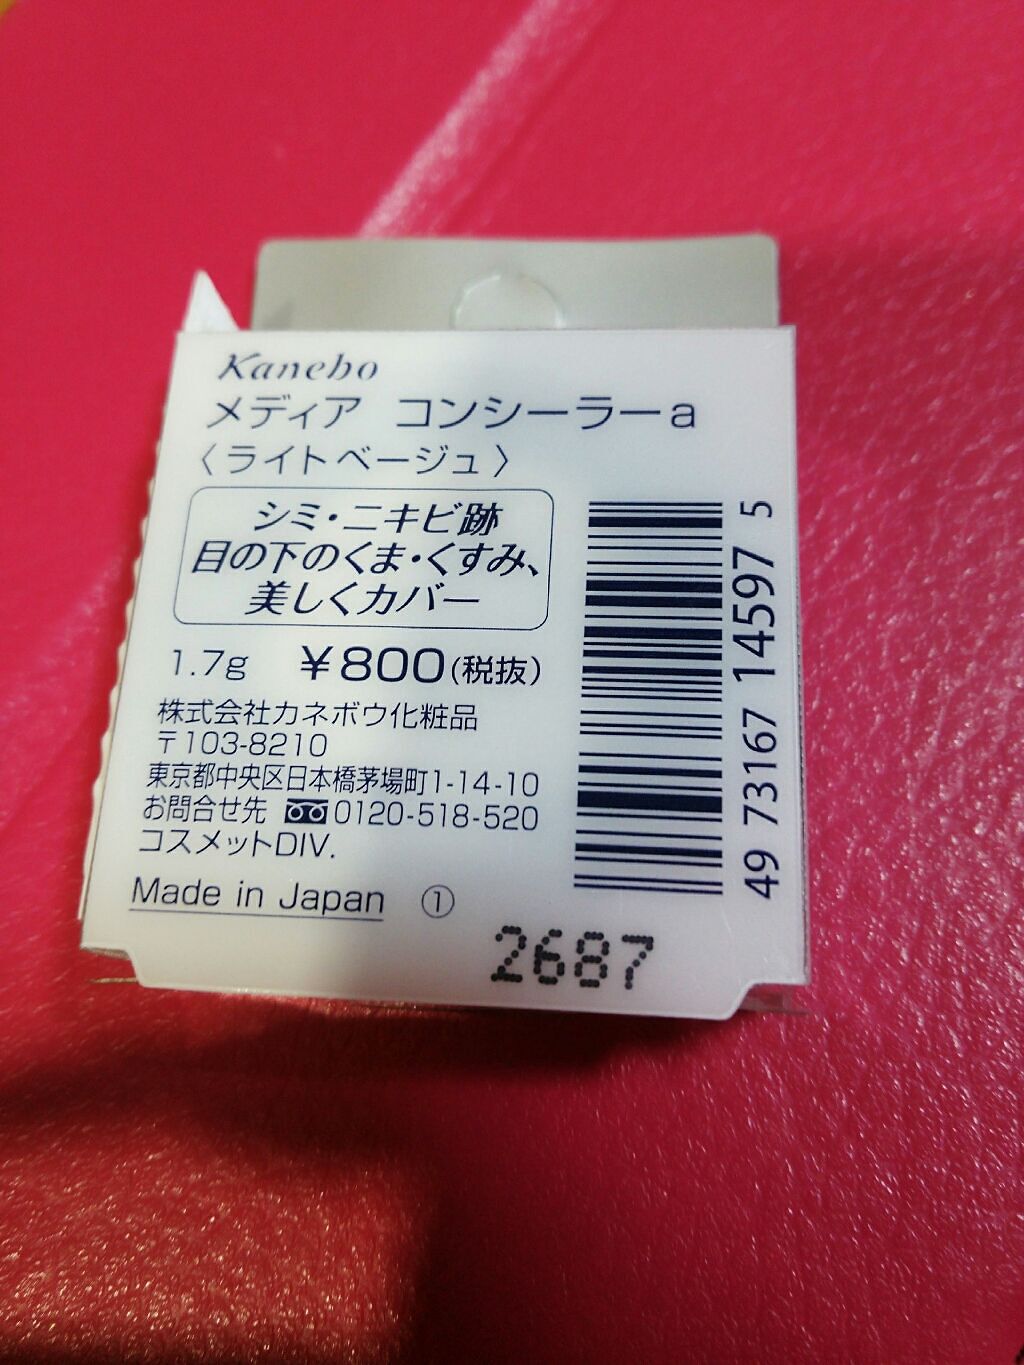 Kanebo
メディア コンシーラーa
〈ライトベージュ〉
シミ・ニキビ跡
目の下のくま・くすみ、
美しくカバー
1.7g ￥800(税抜)
株式会社カネボウ化粧品
〒103-8210
東京都中央区日本橋茅場町1-14-10
お問合せ先 0120-518-520
コスメットDIV.
Made in Japan ①
2687
49 73167 14597 5